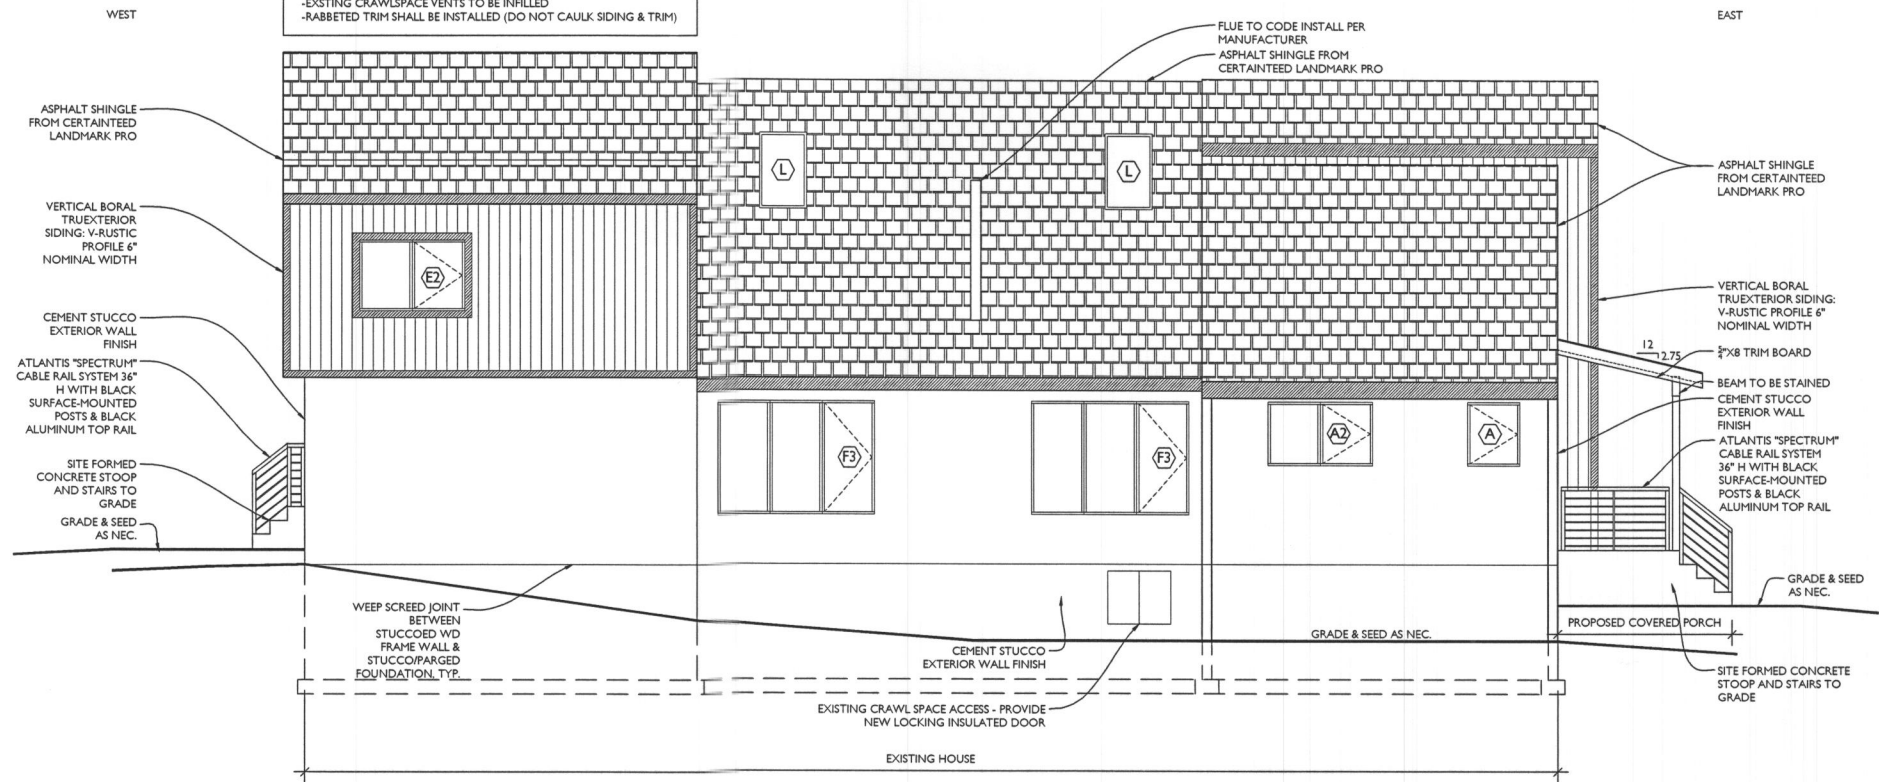 WEST
-EXSTING CRAWLSPACE VENTS TO BE INFILLED
-RABBETED TRIM SHALL BE INSTALLED (DO NOT CAULK SIDING & TRIM)
EAST
FLUE TO CODE INSTALL PER
MANUFACTURER
ASPHALT SHINGLE FROM
CERTAINTEED LANDMARK PRO
ASPHALT SHINGLE
FROM CERTAINTEED
LANDMARK PRO
VERTICAL BORAL
TRUEXTERIOR
SIDING: V-RUSTIC
PROFILE 6"
NOMINAL WIDTH
CEMENT STUCCO
EXTERIOR WALL
FINISH
ATLANTIS "SPECTRUM"
CABLE RAIL SYSTEM 36"
H WITH BLACK
SURFACE-MOUNTED
POSTS & BLACK
ALUMINUM TOP RAIL
SITE FORMED
CONCRETE STOOP
AND STAIRS TO
GRADE
GRADE & SEED
AS NEC.
L
L
E2
F3
F3
A2
A
ASPHALT SHINGLE
FROM CERTAINTEED
LANDMARK PRO
VERTICAL BORAL
TRUEXTERIOR SIDING:
V-RUSTIC PROFILE 6"
NOMINAL WIDTH
12
2.75
5/4"X8 TRIM BOARD
BEAM TO BE STAINED
CEMENT STUCCO
EXTERIOR WALL
FINISH
ATLANTIS "SPECTRUM"
CABLE RAIL SYSTEM
36" H WITH BLACK
SURFACE-MOUNTED
POSTS & BLACK
ALUMINUM TOP RAIL
GRADE & SEED
AS NEC.
PROPOSED COVERED PORCH
SITE FORMED CONCRETE
STOOP AND STAIRS TO
GRADE
WEEP SCREED JOINT
BETWEEN
STUCCOED WD
FRAME WALL &
STUCCO/PARGED
FOUNDATION, TYP.
CEMENT STUCCO
EXTERIOR WALL FINISH
GRADE & SEED AS NEC.
EXISTING CRAWL SPACE ACCESS - PROVIDE
NEW LOCKING INSULATED DOOR
EXISTING HOUSE